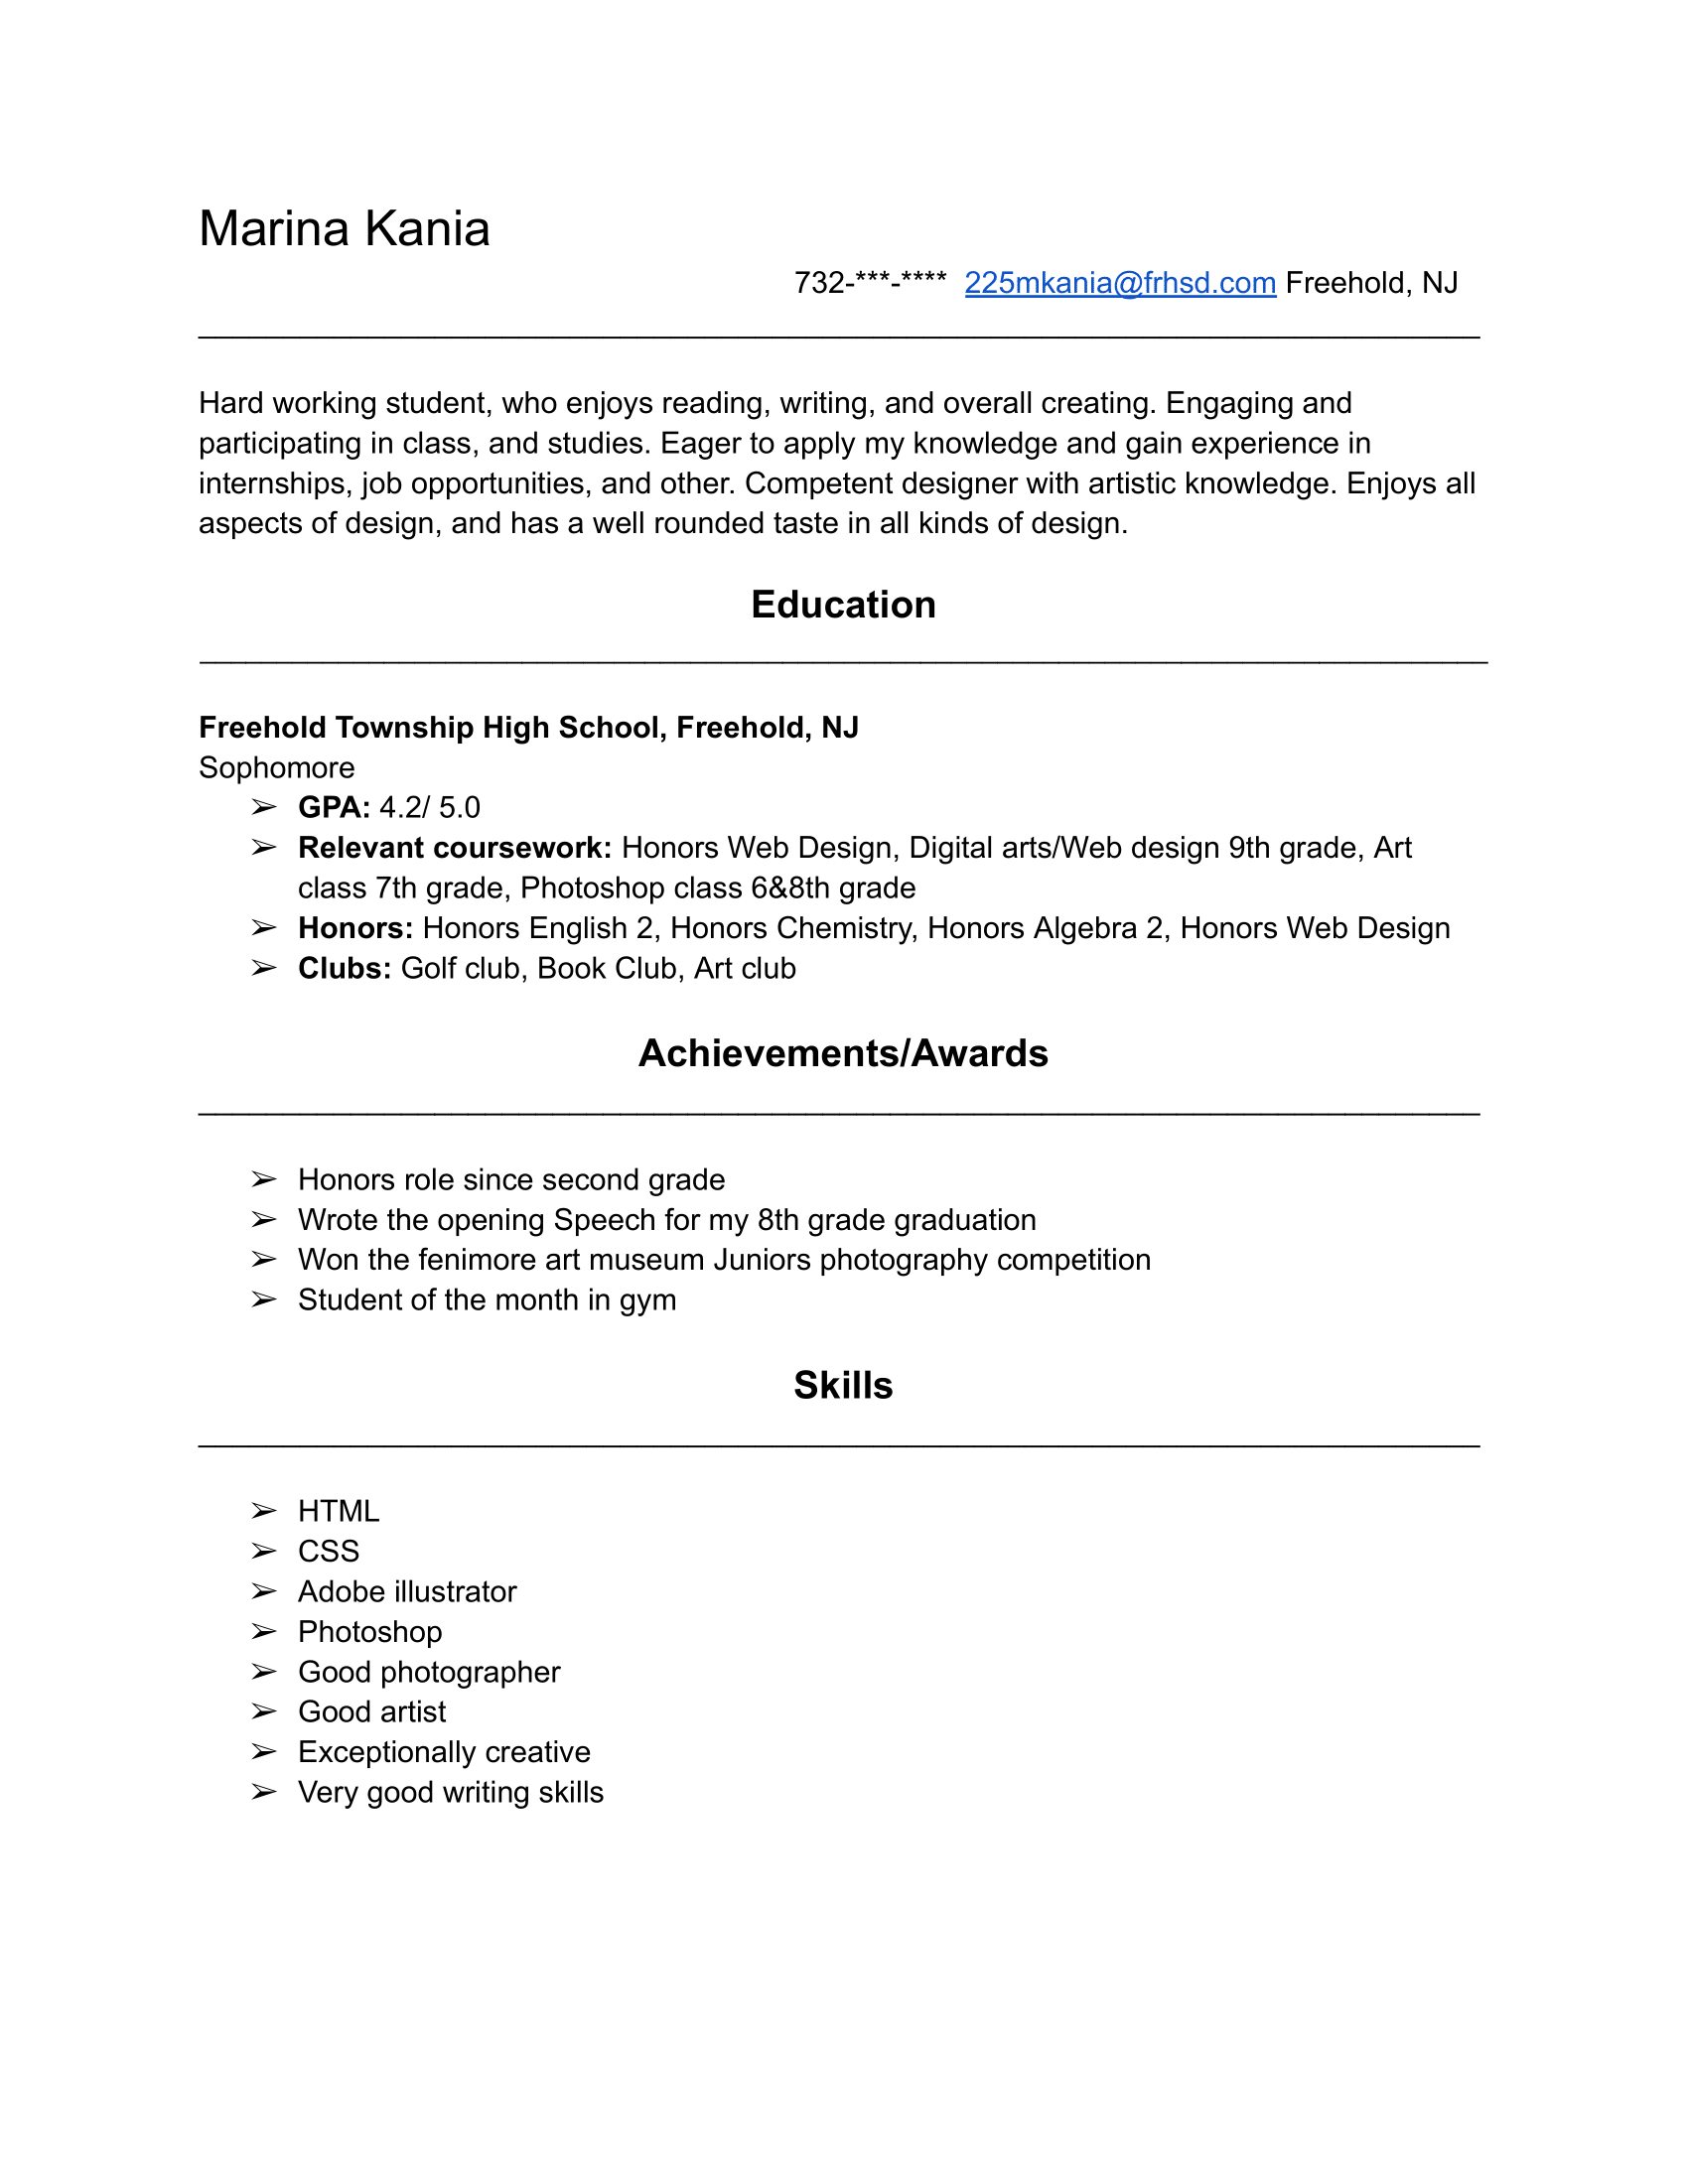 Marina Kania
732-***-**** 225mkania@frhsd.com Freehold, NJ
Hard working student, who enjoys reading, writing, and overall creating. Engaging and
participating in class, and studies. Eager to apply my knowledge and gain experience in
internships, job opportunities, and other. Competent designer with artistic knowledge. Enjoys all
aspects of design, and has a well rounded taste in all kinds of design.
Education
Freehold Township High School, Freehold, NJ
Sophomore
➢ GPA: 4.2/ 5.0
➢ Relevant coursework: Honors Web Design, Digital arts/Web design 9th grade, Art
class 7th grade, Photoshop class 6&8th grade
➢ Honors: Honors English 2, Honors Chemistry, Honors Algebra 2, Honors Web Design
➢ Clubs: Golf club, Book Club, Art club
Achievements/Awards
➢ Honors role since second grade
➢ Wrote the opening Speech for my 8th grade graduation
➢ Won the fenimore art museum Juniors photography competition
➢ Student of the month in gym
Skills
➢ HTML
➢ CSS
➢ Adobe illustrator
➢ Photoshop
➢ Good photographer
➢ Good artist
➢ Exceptionally creative
➢ Very good writing skills